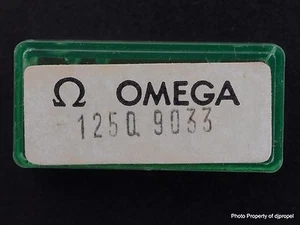 Ω OMEGA
1250 9033
Photo Property of djpropel